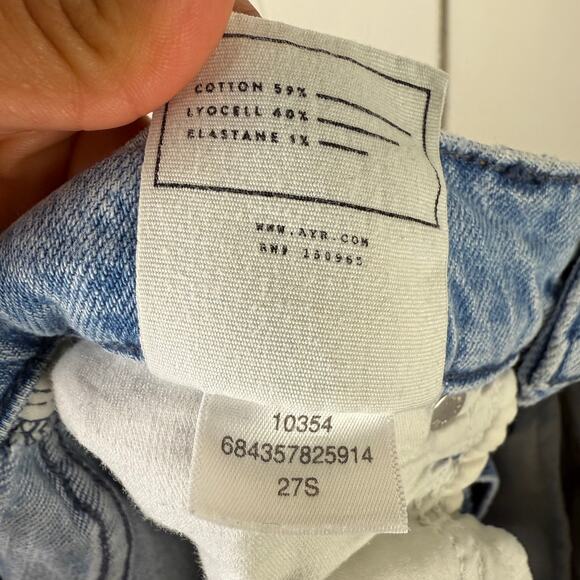 COTTON 59%
LYOCELL 40%
ELASTANE 1%
WWW.AYR.COM
RN# 150965
10354
684357825914
27S